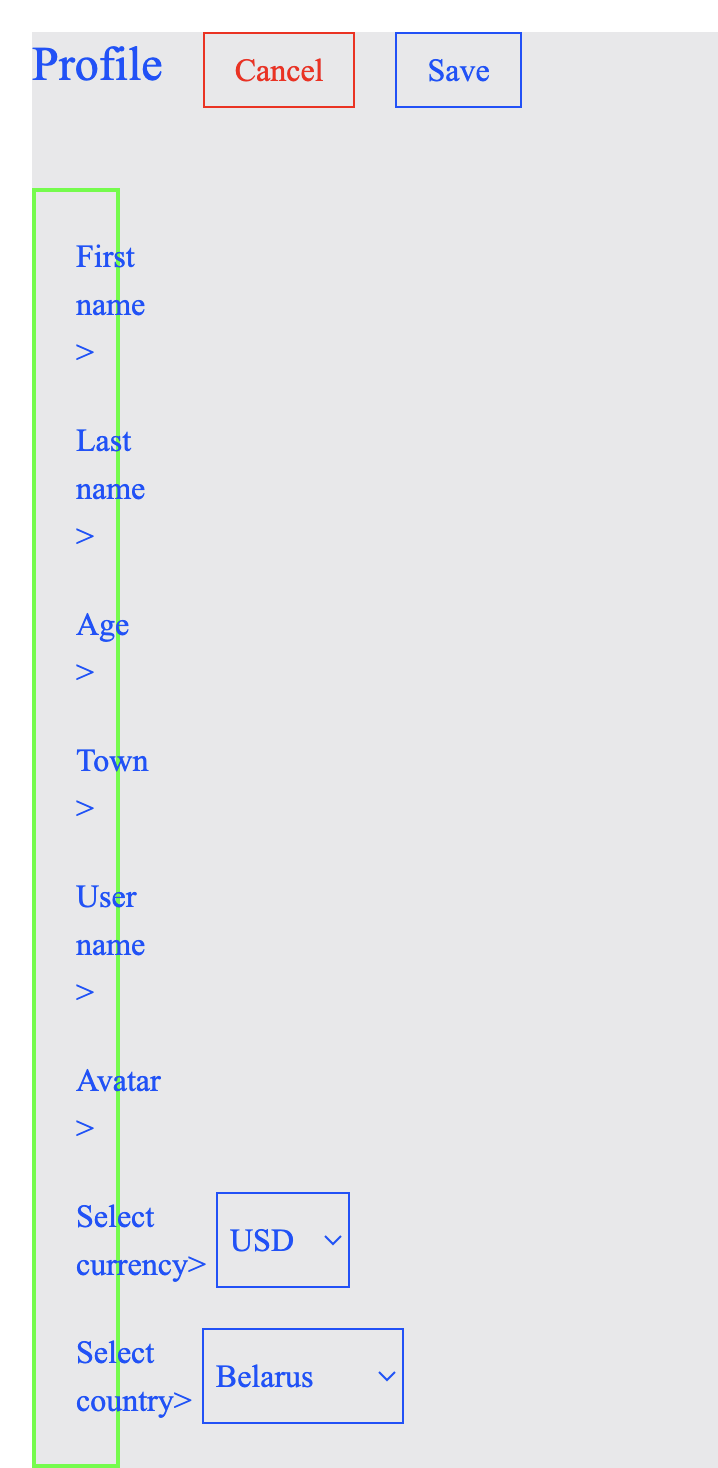 Profile Cancel Save
First
name
>
Last
name
>
Age
>
Town
>
User
name
>
Avatar
>
Select
currency> USD
Select
country> Belarus